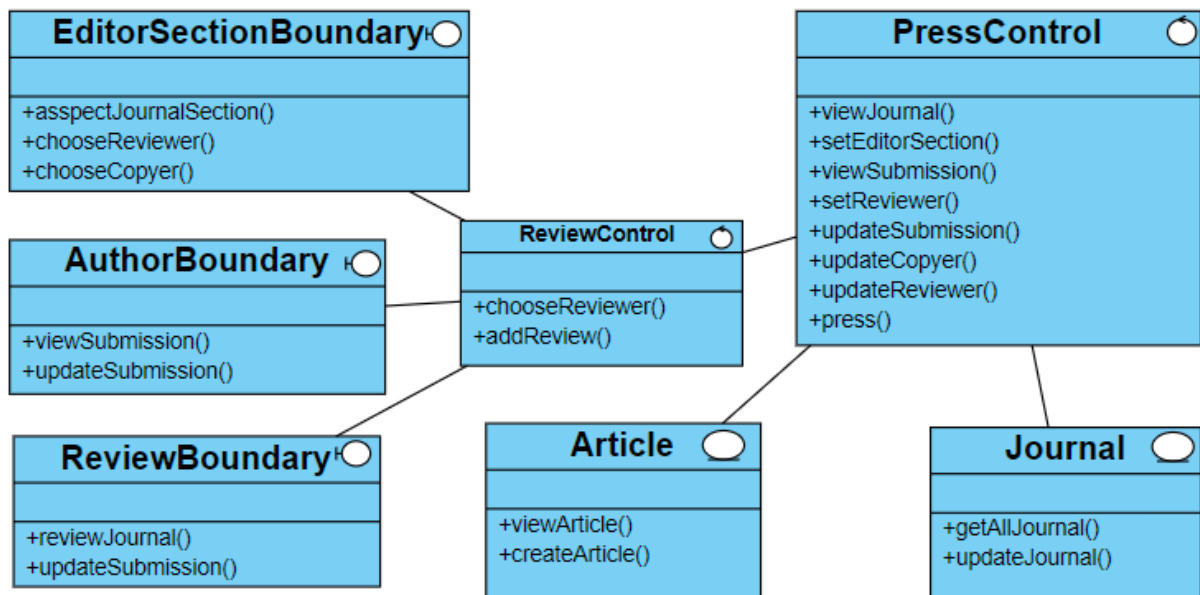 EditorSectionBoundary
+asspectJournalSection()
+chooseReviewer()
+chooseCopyer()
PressControl
+viewJournal()
+setEditorSection()
+viewSubmission()
+setReviewer()
+updateSubmission()
+updateCopyer()
+updateReviewer()
+press()
ReviewControl
+chooseReviewer()
+addReview()
AuthorBoundary
+viewSubmission()
+updateSubmission()
ReviewBoundary
+reviewJournal()
+updateSubmission()
Article
+viewArticle()
+createArticle()
Journal
+getAllJournal()
+updateJournal()